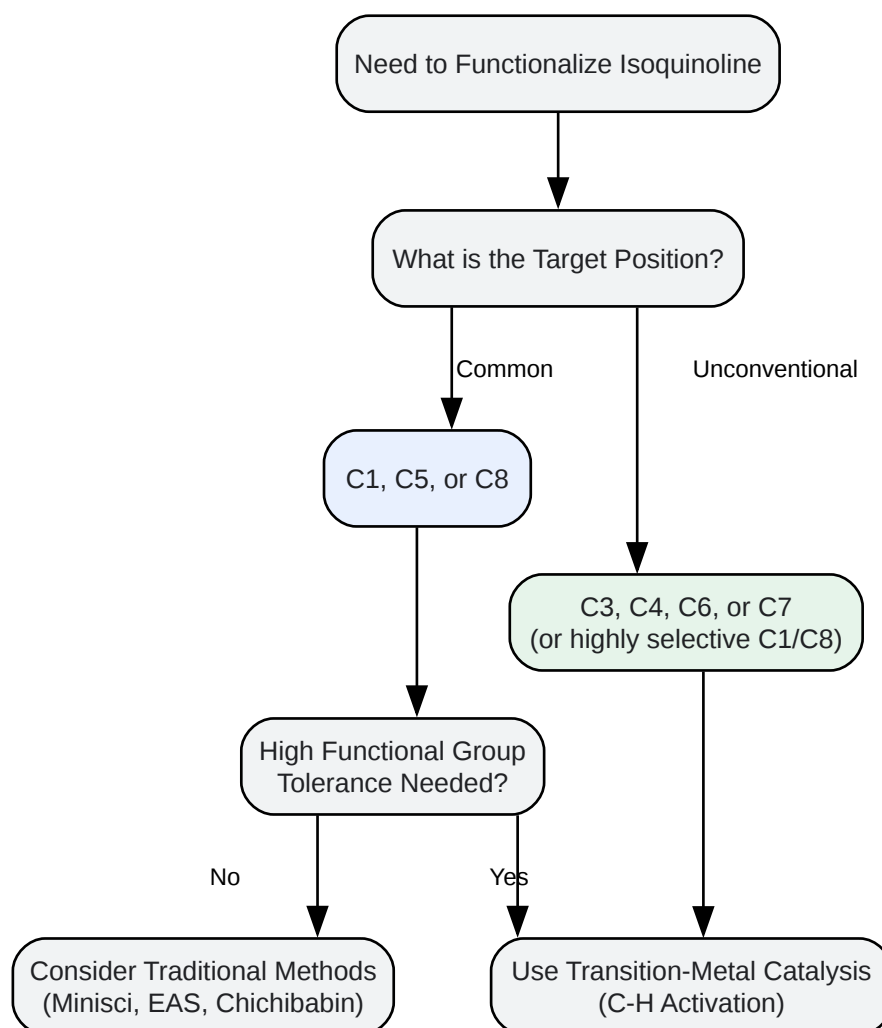 Need to Functionalize Isoquinoline
What is the Target Position?
Common
Unconventional
C1, C5, or C8
C3, C4, C6, or C7
(or highly selective C1/C8)
High Functional Group
Tolerance Needed?
No
Yes
Consider Traditional Methods
(Minisci, EAS, Chichibabin)
Use Transition-Metal Catalysis
(C-H Activation)